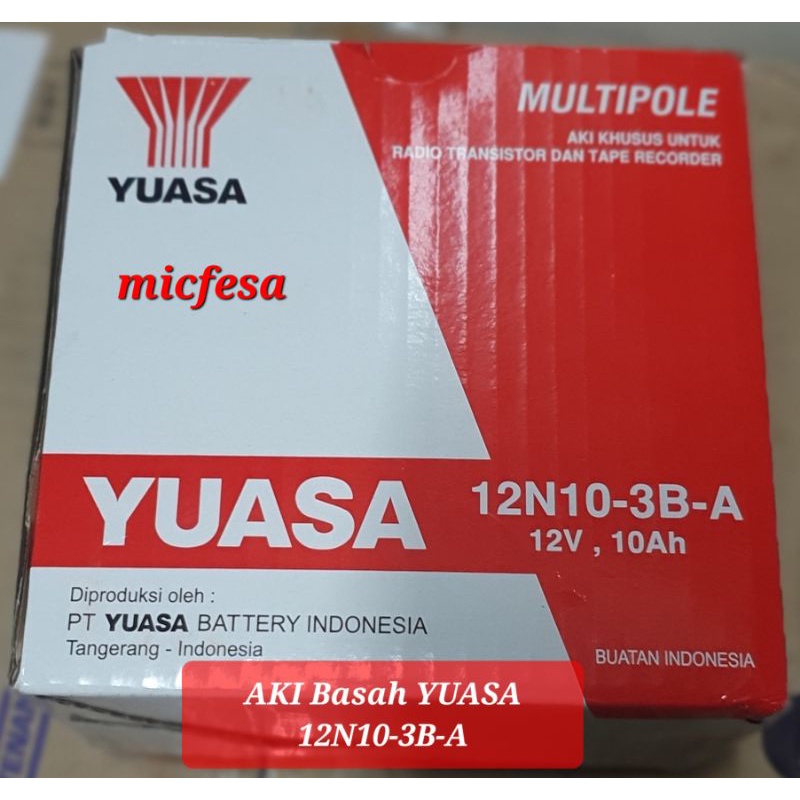 YUASA
MULTIPOLE
AKI KHUSUS UNTUK
RADIO TRANSISTOR DAN TAPE RECORDER
micfesa
YUASA
12N10-3B-A
12V , 10Ah
Diproduksi oleh :
PT YUASA BATTERY INDONESIA
Tangerang - Indonesia
BUATAN INDONESIA
AKI Basah YUASA
12N10-3B-A